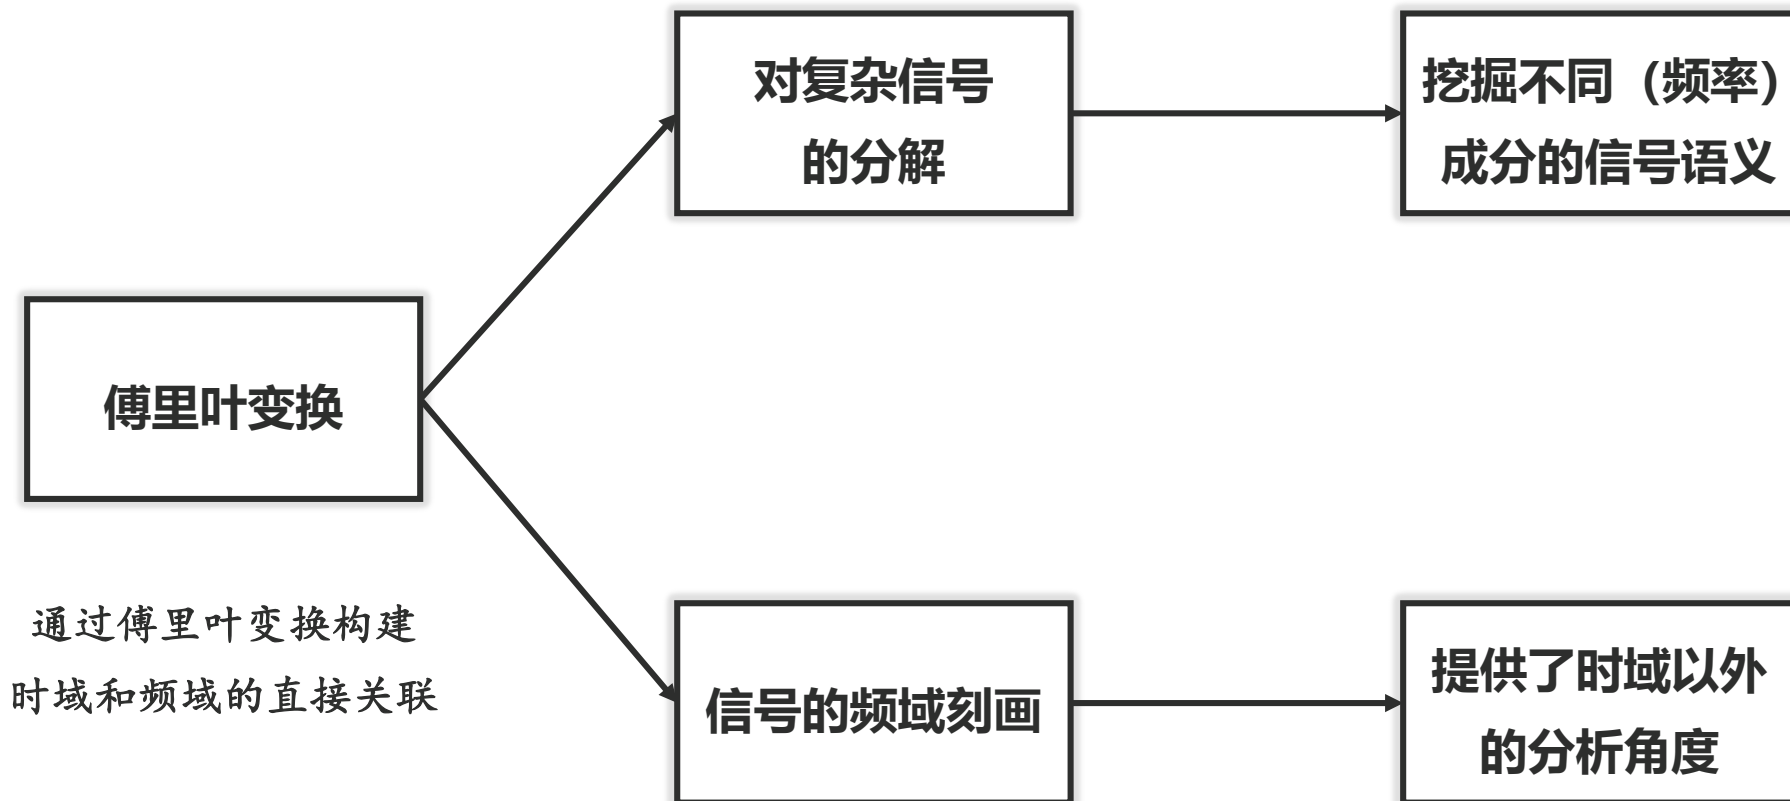 对复杂信号
的分解
挖掘不同（频率）
成分的信号语义
傅里叶变换
通过傅里叶变换构建
时域和频域的直接关联
信号的频域刻画
提供了时域以外
的分析角度